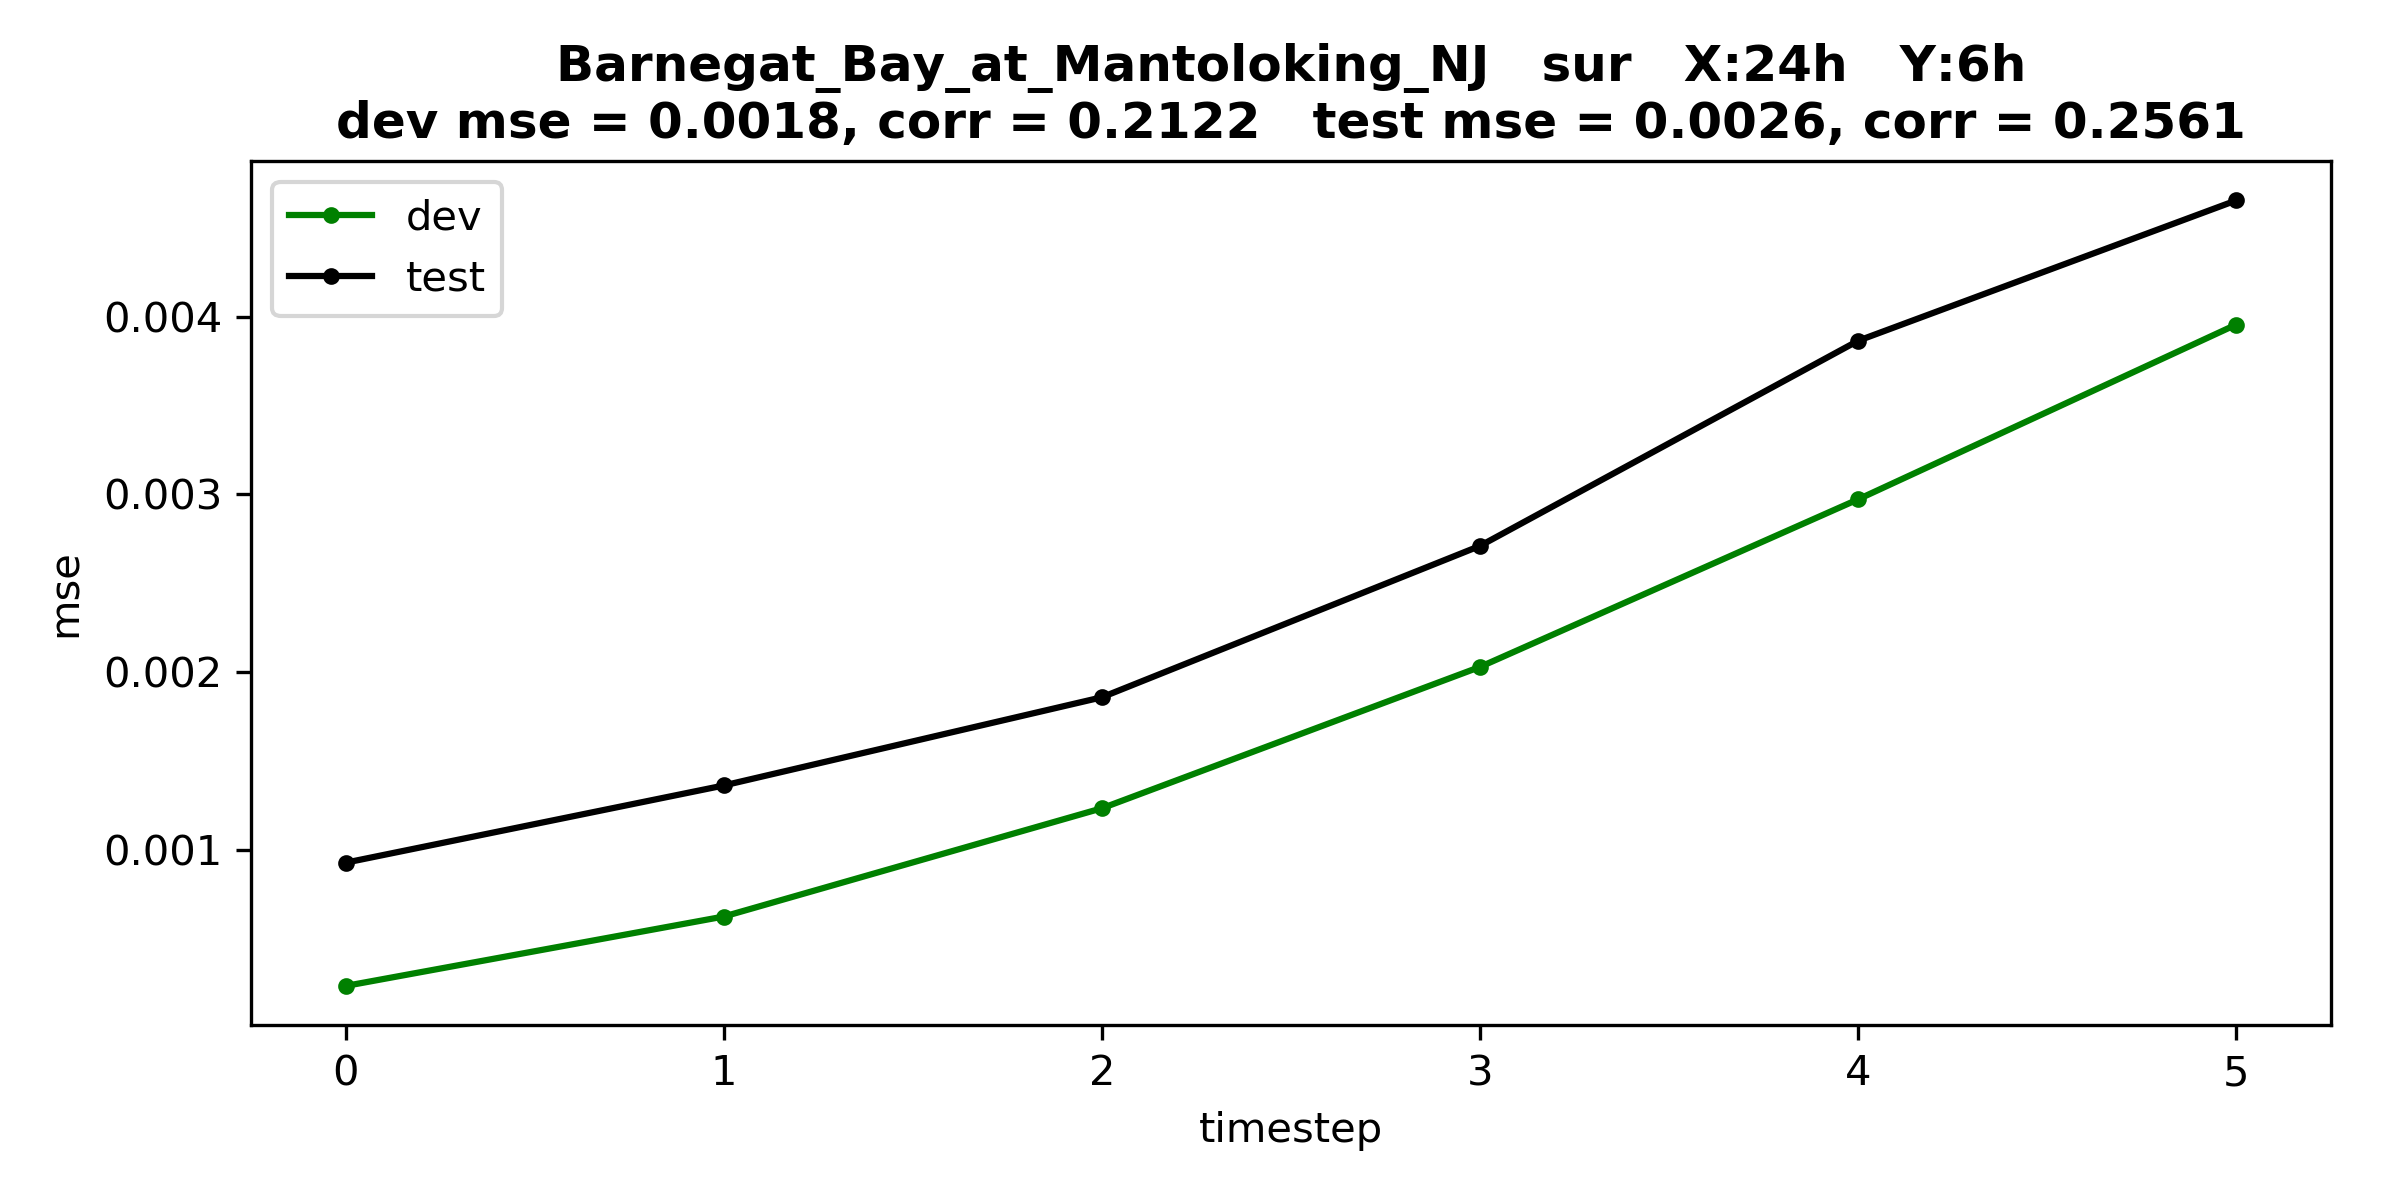 Barnegat_Bay_at_Mantoloking_NJ   sur   X:24h   Y:6h
dev mse = 0.0018, corr = 0.2122   test mse = 0.0026, corr = 0.2561
dev
test
0.004
0.003
0.002
0.001
mse
0 1 2 3 4 5
timestep